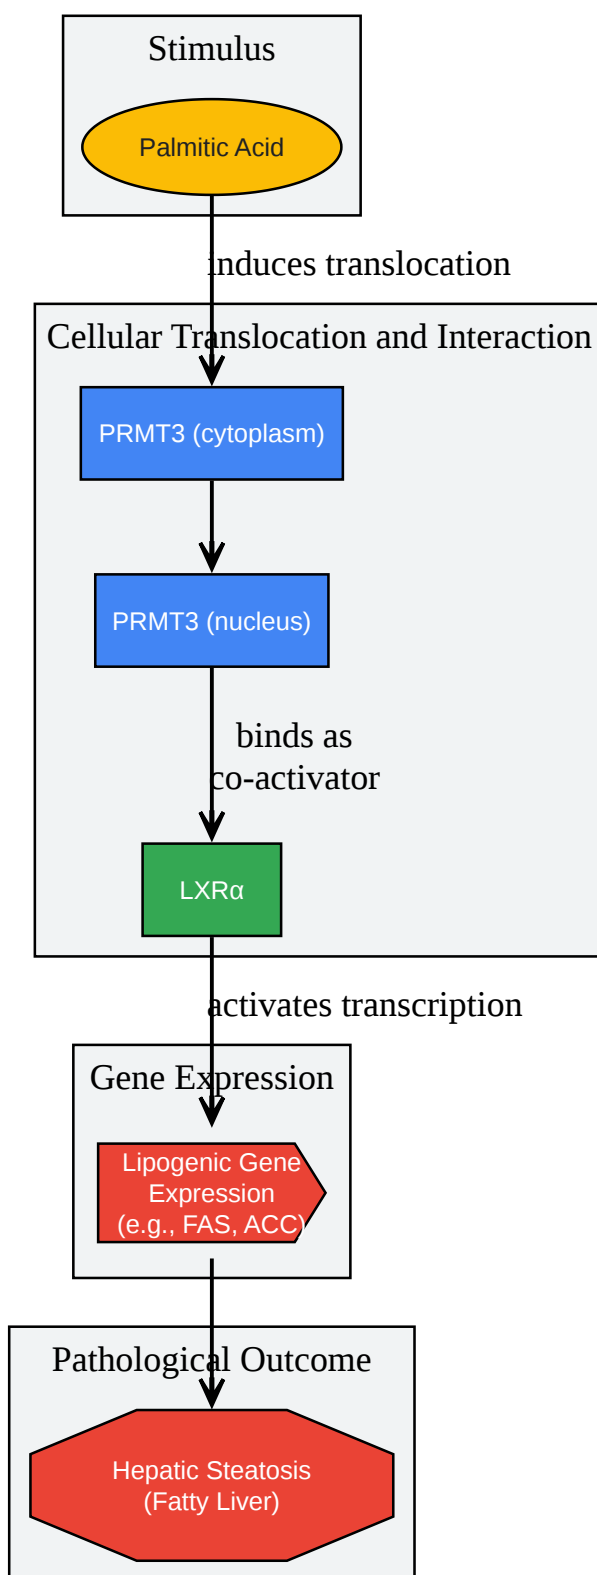 Stimulus
Palmitic Acid
induces translocation
Cellular Translocation and Interaction
PRMT3 (cytoplasm)
PRMT3 (nucleus)
binds as
co-activator
LXRα
activates transcription
Gene Expression
Lipogenic Gene
Expression
(e.g., FAS, ACC)
Pathological Outcome
Hepatic Steatosis
(Fatty Liver)